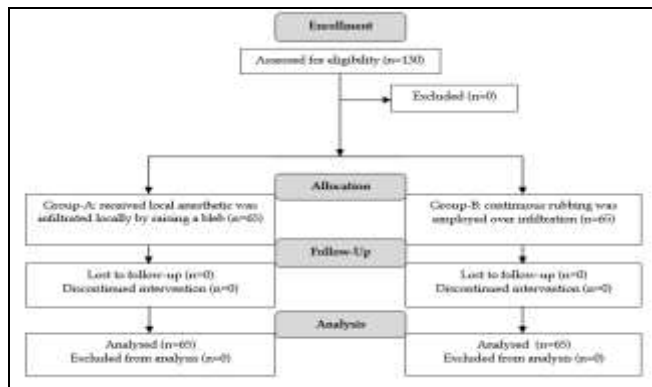 Enrollment
Assessed for eligibility (n=130)
Excluded (n=0)
Allocation
Group-A: received local anesthetic was
infiltrated locally by raising a bleb (n=65)
Group-B: continuous rubbing was
employed over infiltration (n=65)
Follow-Up
Lost to follow-up (n=0)
Discontinued intervention (n=0)
Lost to follow-up (n=0)
Discontinued intervention (n=0)
Analysis
Analysed (n=65)
Excluded from analysis (n=0)
Analysed (n=65)
Excluded from analysis (n=0)